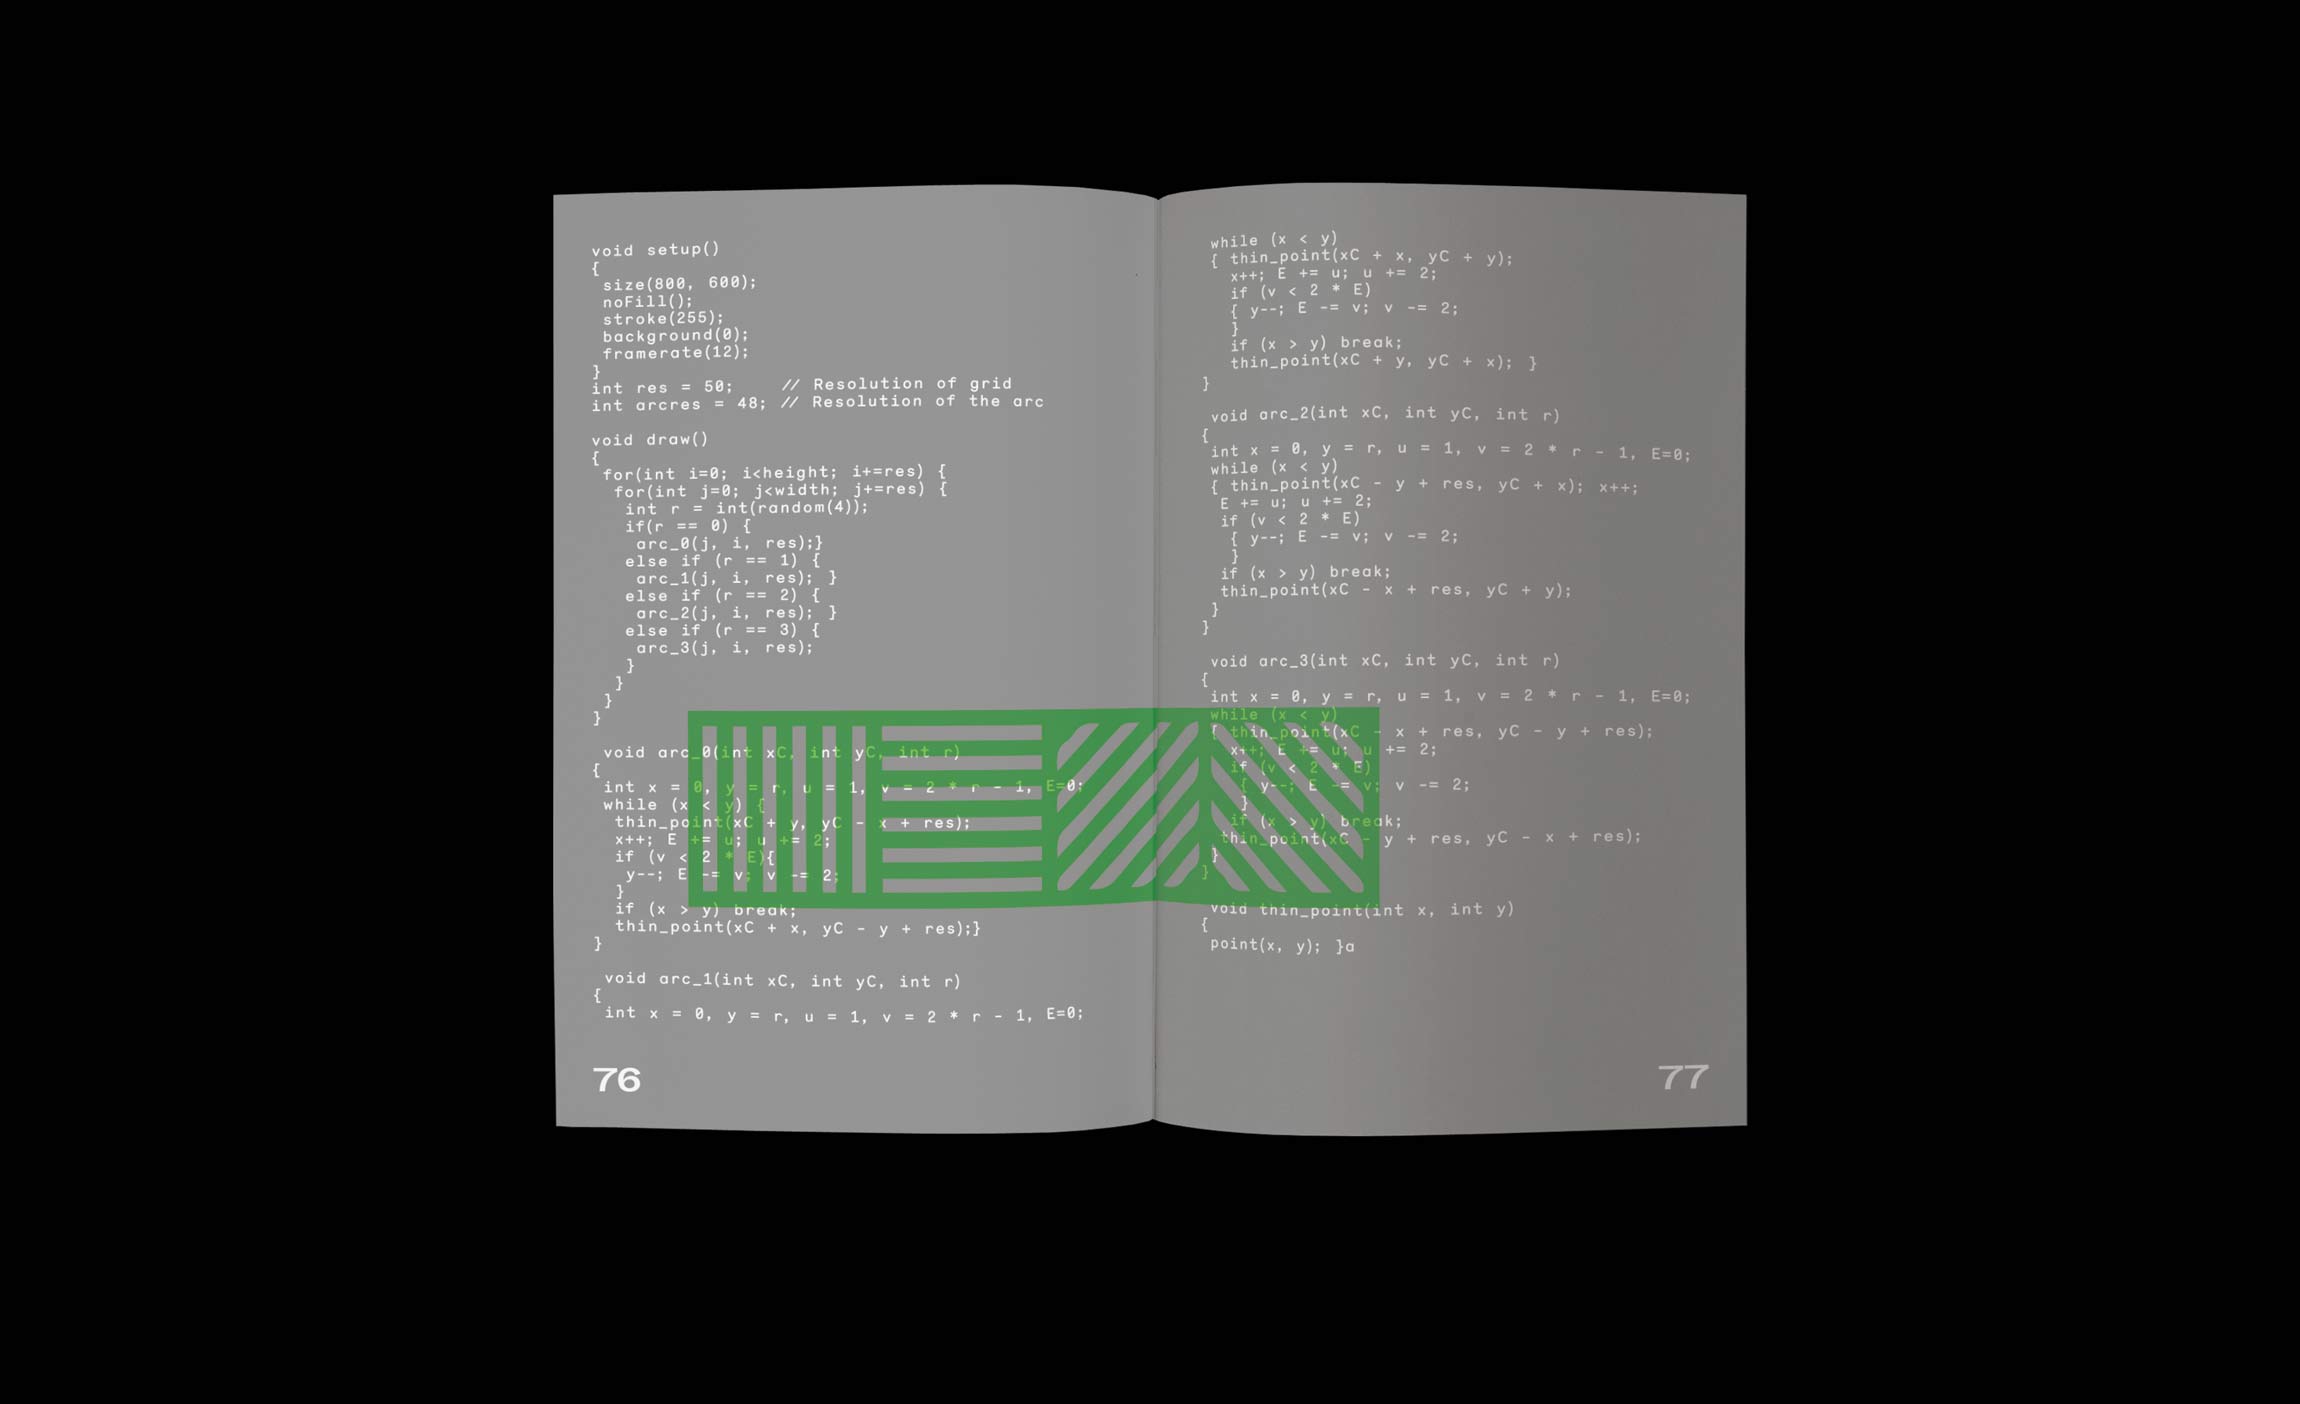 void setup()
{
size(800, 600);
noFill();
stroke(255);
background(0);
framerate(12);
}
int res = 50; // Resolution of grid
int arcres = 48; // Resolution of the arc
void draw()
{
for(int i=0; i<height; i+=res) {
for(int j=0; j<width; j+=res) {
int r = int(random(4));
if(r == 0) {
arc_0(j, i, res);}
else if (r == 1) {
arc_1(j, i, res); }
else if (r == 2) {
arc_2(j, i, res); }
else if (r == 3) {
arc_3(j, i, res);
}
}
}
}
void arc_0(int xC, int yC, int r)
{
int x = 0, y = r, u = 1, v = 2 * r - 1, E=0;
while (x < y) {
thin_point(xC + y, yC - x + res);
x++; E += u; u += 2;
if (v < 2 * E){
y--; E -= v; v -= 2;
}
if (x > y) break;
thin_point(xC + x, yC - y + res);}
}
void arc_1(int xC, int yC, int r)
{
int x = 0, y = r, u = 1, v = 2 * r - 1, E=0;
76
while (x < y)
{ thin_point(xC + x, yC + y);
x++; E += u; u += 2;
if (v < 2 * E)
{ y--; E -= v; v -= 2;
}
if (x > y) break;
thin_point(xC + y, yC + x); }
}
void arc_2(int xC, int yC, int r)
{
int x = 0, y = r, u = 1, v = 2 * r - 1, E=0;
while (x < y)
{ thin_point(xC - y + res, yC + x); x++;
E += u; u += 2;
if (v < 2 * E)
{ y--; E -= v; v -= 2;
}
if (x > y) break;
thin_point(xC - x + res, yC + y);
}
}
void arc_3(int xC, int yC, int r)
{
int x = 0, y = r, u = 1, v = 2 * r - 1, E=0;
while (x < y)
{ thin_point(xC - x + res, yC - y + res);
x++; E += u; u += 2;
if (v < 2 * E)
{ y--; E -= v; v -= 2;
}
if (x > y) break;
thin_point(xC - y + res, yC - x + res);
}
}
void thin_point(int x, int y)
{
point(x, y); }a
77